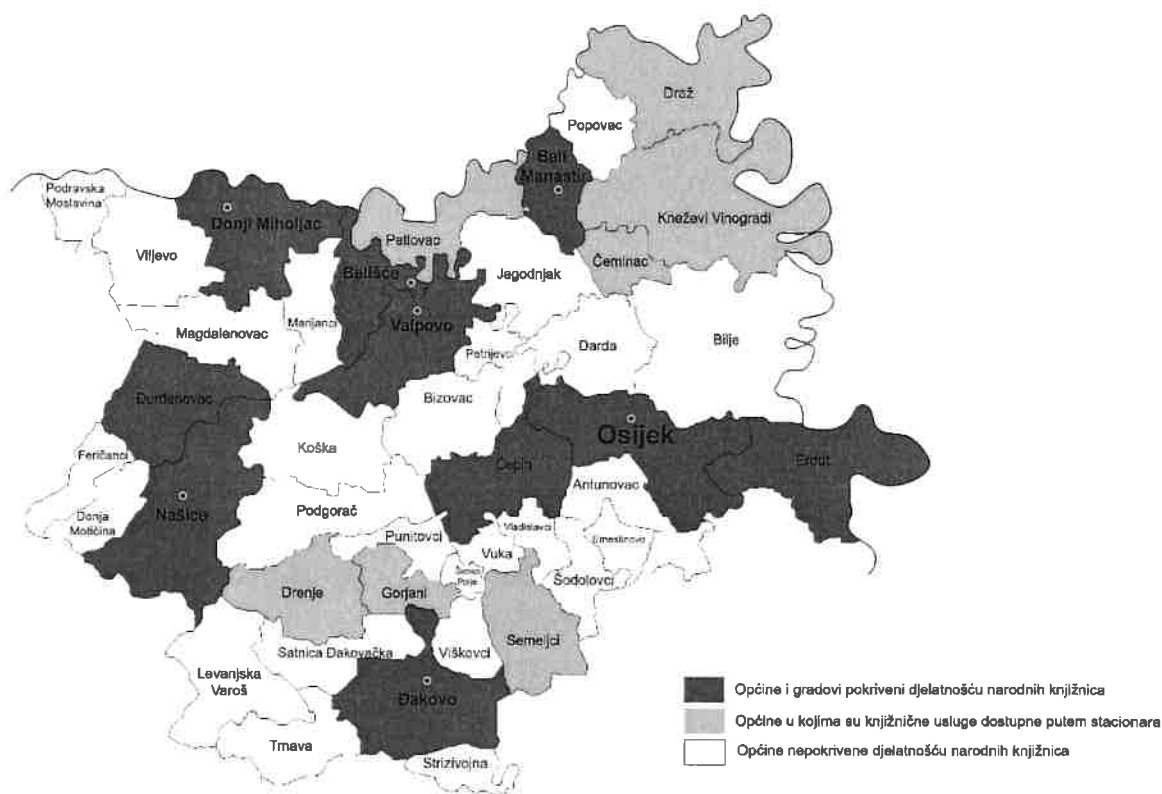 Draž
Popovac
Beli
Manastir
Podravska
Moslavina
Kneževi Vinogradi
Donji Miholjac
Petlovac
Viljevo
Čeminac
Belišće
Jagodnjak
Valpovo
Magdalenovac
Marijanci
Bilje
Darda
Petrijevci
Đurđenovac
Bizovac
Osijek
Koška
Feričanci
Čepin
Erdut
Antunovac
Našice
Podgorač
Donja
Motičina
Vladislavci
Punitovci
Ernestinovo
Vuka
Šodolovci
Polje
Drenje
Gorjani
Semeljci
Satnica Đakovačka
Viškovci
Levanjska
Varoš
Đakovo
Trnava
Strizivojna
Općine i gradovi pokriveni djelatnošću narodnih knjižnica
Općine u kojima su knjižnične usluge dostupne putem stacionara
Općine nepokrivene djelatnošću narodnih knjižnica